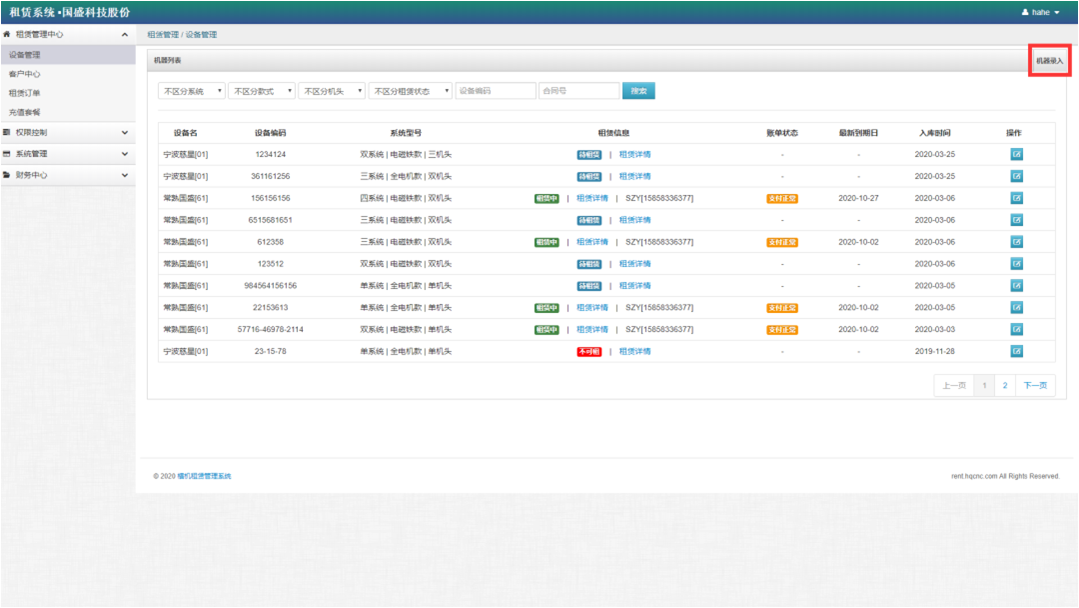 租赁系统 •国盛科技股份
hahe
租赁管理中心
设备管理
客户中心
租赁订单
充值套餐
权限控制
系统管理
财务中心
租赁管理 / 设备管理
机器列表
机器录入
不区分系统 不区分款式 不区分机头 不区分租赁状态 设备编码 合同号 搜索
设备名 设备编码 系统型号 租赁信息 账单状态 最新到期日 入库时间 操作
宁波慈星[01] 1234124 双系统 | 电磁铁款 | 三机头 待租赁 | 租赁详情 - - 2020-03-25
宁波慈星[01] 361161256 三系统 | 全电机款 | 双机头 待租赁 | 租赁详情 - - 2020-03-25
常熟国盛[61] 156156156 四系统 | 电磁铁款 | 双机头 租赁中 | 租赁详情 | SZY[15858336377] 支付正常 2020-10-27 2020-03-06
常熟国盛[61] 6515681651 三系统 | 电磁铁款 | 双机头 待租赁 | 租赁详情 - - 2020-03-06
常熟国盛[61] 612358 三系统 | 电磁铁款 | 双机头 租赁中 | 租赁详情 | SZY[15858336377] 支付正常 2020-10-02 2020-03-06
常熟国盛[61] 123512 双系统 | 电磁铁款 | 双机头 待租赁 | 租赁详情 - - 2020-03-06
常熟国盛[61] 984564156156 单系统 | 全电机款 | 单机头 待租赁 | 租赁详情 - - 2020-03-05
常熟国盛[61] 22153613 单系统 | 全电机款 | 单机头 租赁中 | 租赁详情 | SZY[15858336377] 支付正常 2020-10-02 2020-03-05
常熟国盛[61] 57716-46978-2114 双系统 | 电磁铁款 | 单机头 租赁中 | 租赁详情 | SZY[15858336377] 支付正常 2020-10-02 2020-03-03
宁波慈星[01] 23-15-78 单系统 | 全电机款 | 单机头 不可租 | 租赁详情 - - 2019-11-28
上一页 1 2 下一页
© 2020 横机租赁管理系统
rent.hqcnc.com All Rights Reserved.